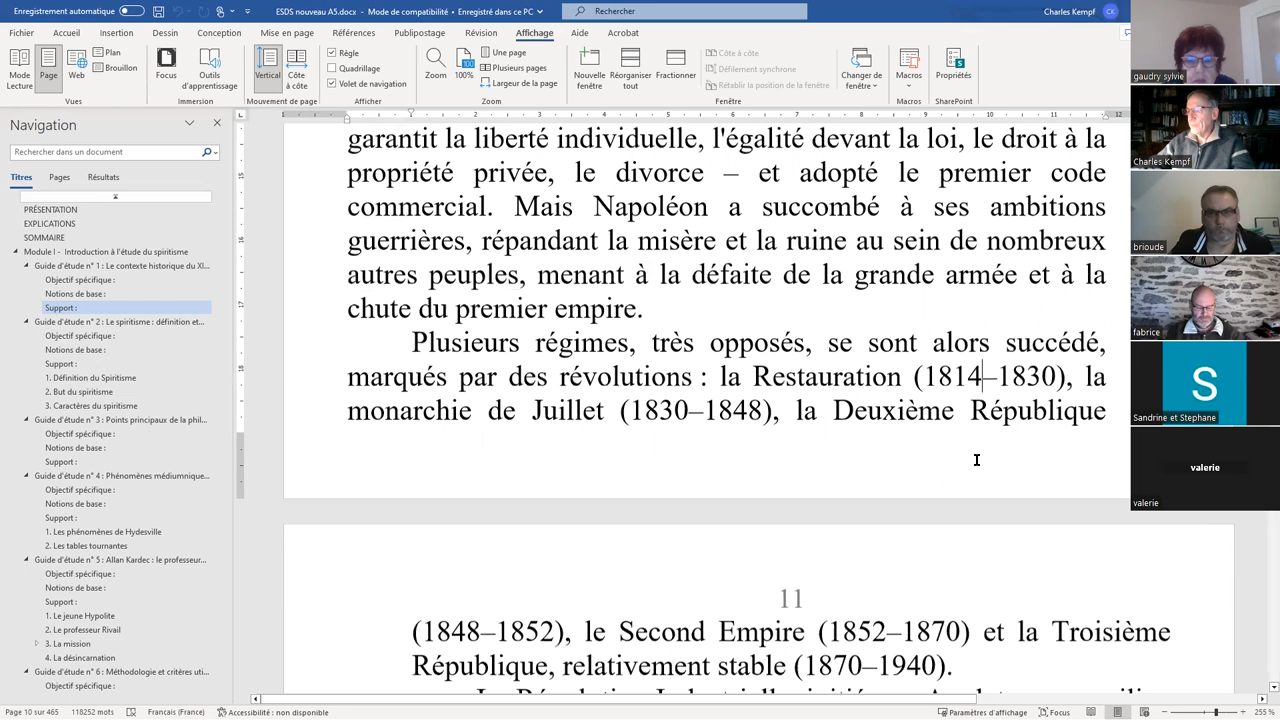 Enregistrement automatique
ESDS nouveau A5.docx - Mode de compatibilité • Enregistré dans ce PC
Rechercher
Charles Kempf
CK
Fichier Accueil Insertion Dessin Conception Mise en page Références Publipostage Révision Affichage Aide Acrobat
Mode Lecture
Page
Web
Plan
Brouillon
Vues
Focus
Outils d'apprentissage
Immersion
Vertical
Côte à côte
Mouvement de page
Règle
Quadrillage
Volet de navigation
Afficher
Zoom
100%
Une page
Plusieurs pages
Largeur de la page
Zoom
Nouvelle fenêtre
Réorganiser tout
Fractionner
Côte à côte
Défilement synchrone
Rétablir la position de la fenêtre
Fenêtre
Changer de fenêtre
Macros
Macros
Propriétés
SharePoint
Navigation
Rechercher dans un document
Titres Pages Résultats
PRÉSENTATION
EXPLICATIONS
SOMMAIRE
Module I - Introduction à l'étude du spiritisme
Guide d'étude n° 1 : Le contexte historique du XI...
Objectif spécifique :
Notions de base :
Support :
Guide d'étude n° 2 : Le spiritisme : définition et...
Objectif spécifique :
Notions de base :
Support :
1. Définition du Spiritisme
2. But du spiritisme
3. Caractères du spiritisme
Guide d'étude n° 3 : Points principaux de la phil...
Objectif spécifique :
Notions de base :
Support :
Guide d'étude n° 4 : Phénomènes médiumnique...
Objectif spécifique :
Notions de base :
Support :
1. Les phénomènes de Hydesville
2. Les tables tournantes
Guide d'étude n° 5 : Allan Kardec : le professeur...
Objectif spécifique :
Notions de base :
Support :
1. Le jeune Hypolite
2. Le professeur Rivail
3. La mission
4. La désincarnation
Guide d'étude n° 6 : Méthodologie et critères uti...
Objectif spécifique :
garantit la liberté individuelle, l'égalité devant la loi, le droit à la
propriété privée, le divorce – et adopté le premier code
commercial. Mais Napoléon a succombé à ses ambitions
guerrières, répandant la misère et la ruine au sein de nombreux
autres peuples, menant à la défaite de la grande armée et à la
chute du premier empire.
Plusieurs régimes, très opposés, se sont alors succédé,
marqués par des révolutions : la Restauration (1814–1830), la
monarchie de Juillet (1830–1848), la Deuxième République
11
(1848–1852), le Second Empire (1852–1870) et la Troisième
République, relativement stable (1870–1940).
gaudry sylvie
Charles Kempf
brioude
fabrice
S
Sandrine et Stephane
valerie
valerie
Page 10 sur 465 118252 mots Français (France) Accessibilité : non disponible Paramètres d'affichage Focus 255 %